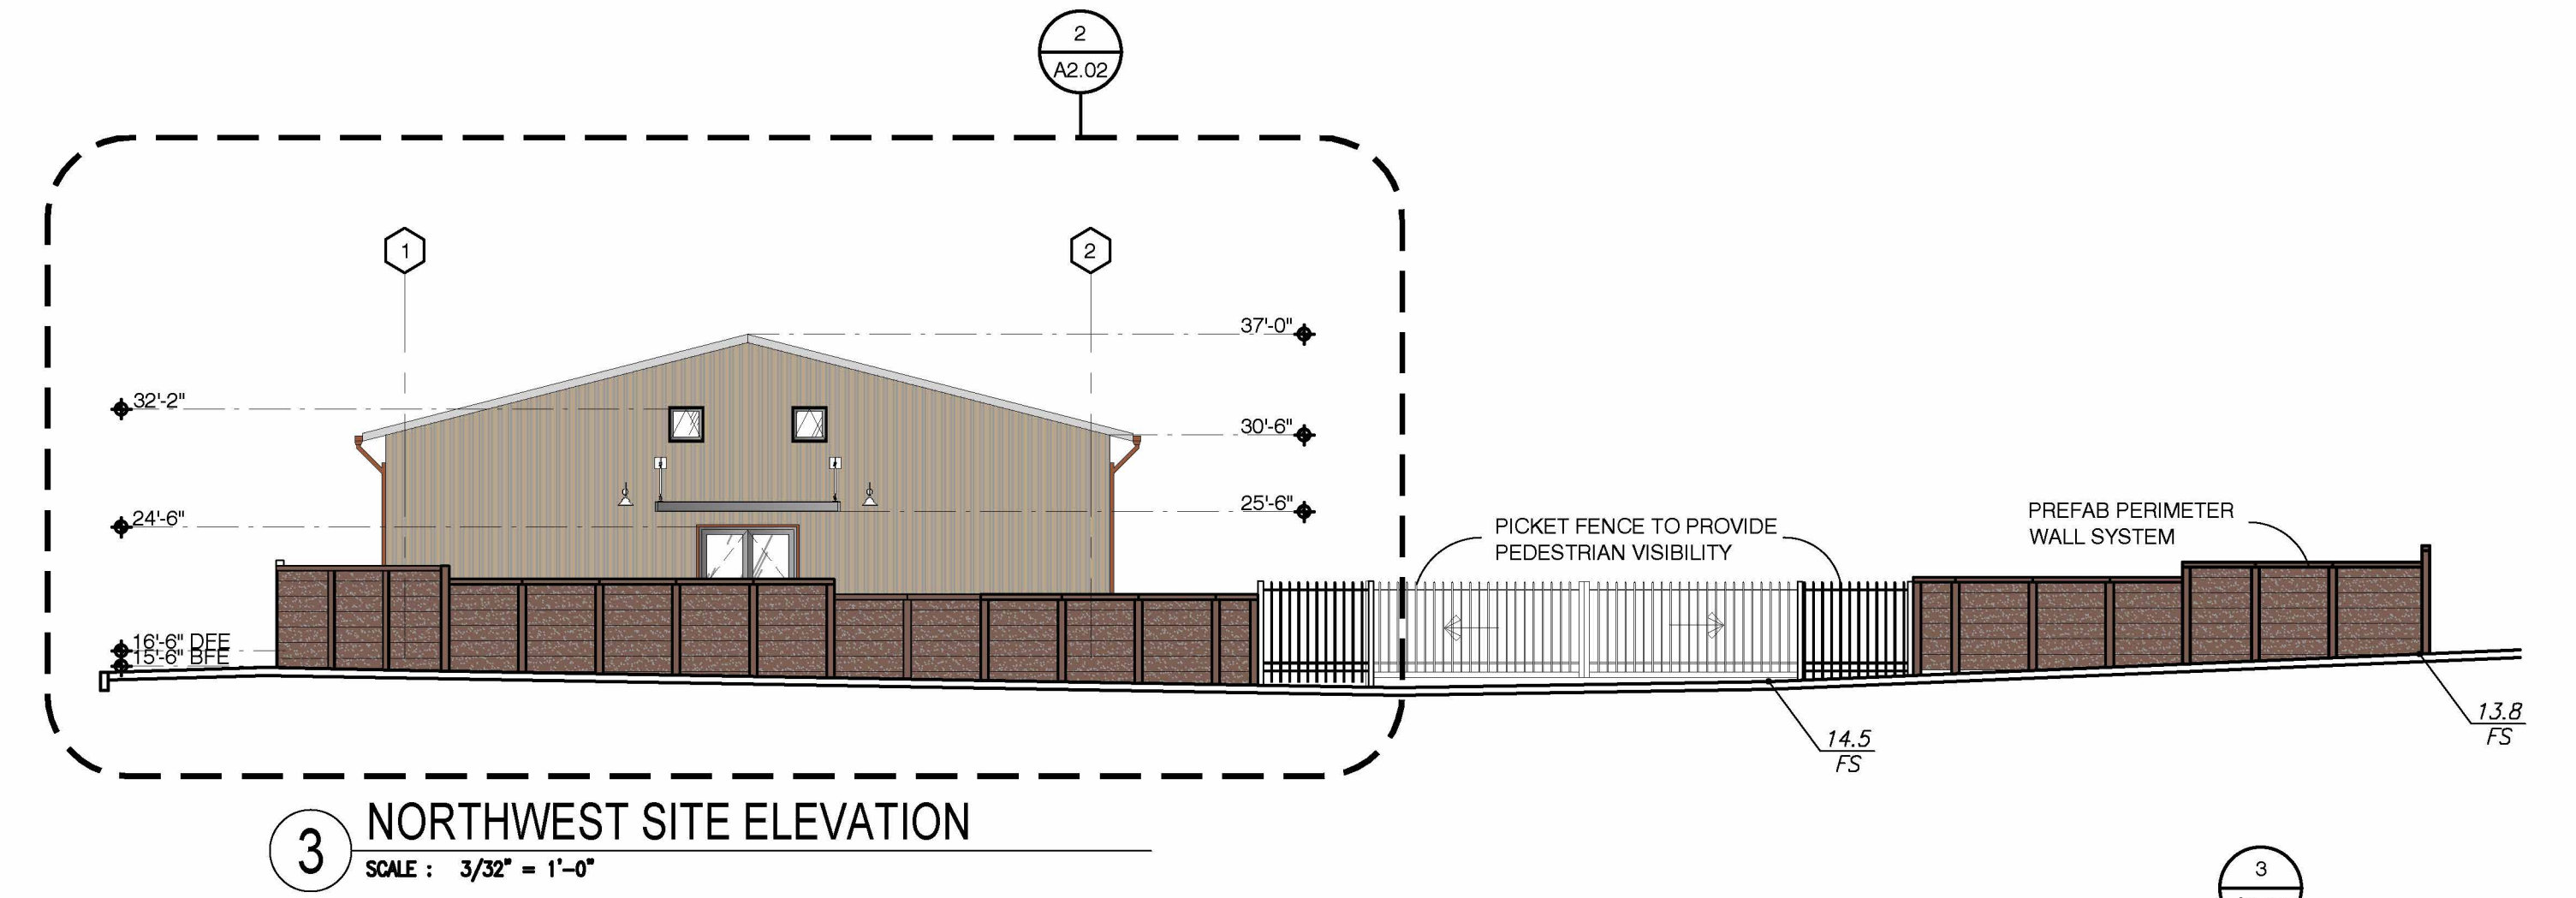 2
A2.02
1
2
37'-0"
32'-2"
30'-6"
25'-6"
24'-6"
PICKET FENCE TO PROVIDE
PEDESTRIAN VISIBILITY
PREFAB PERIMETER
WALL SYSTEM
16'-6" DFE
15'-6" BFE
13.8
FS
14.5
FS
3
NORTHWEST SITE ELEVATION
SCALE : 3/32" = 1'-0"
3